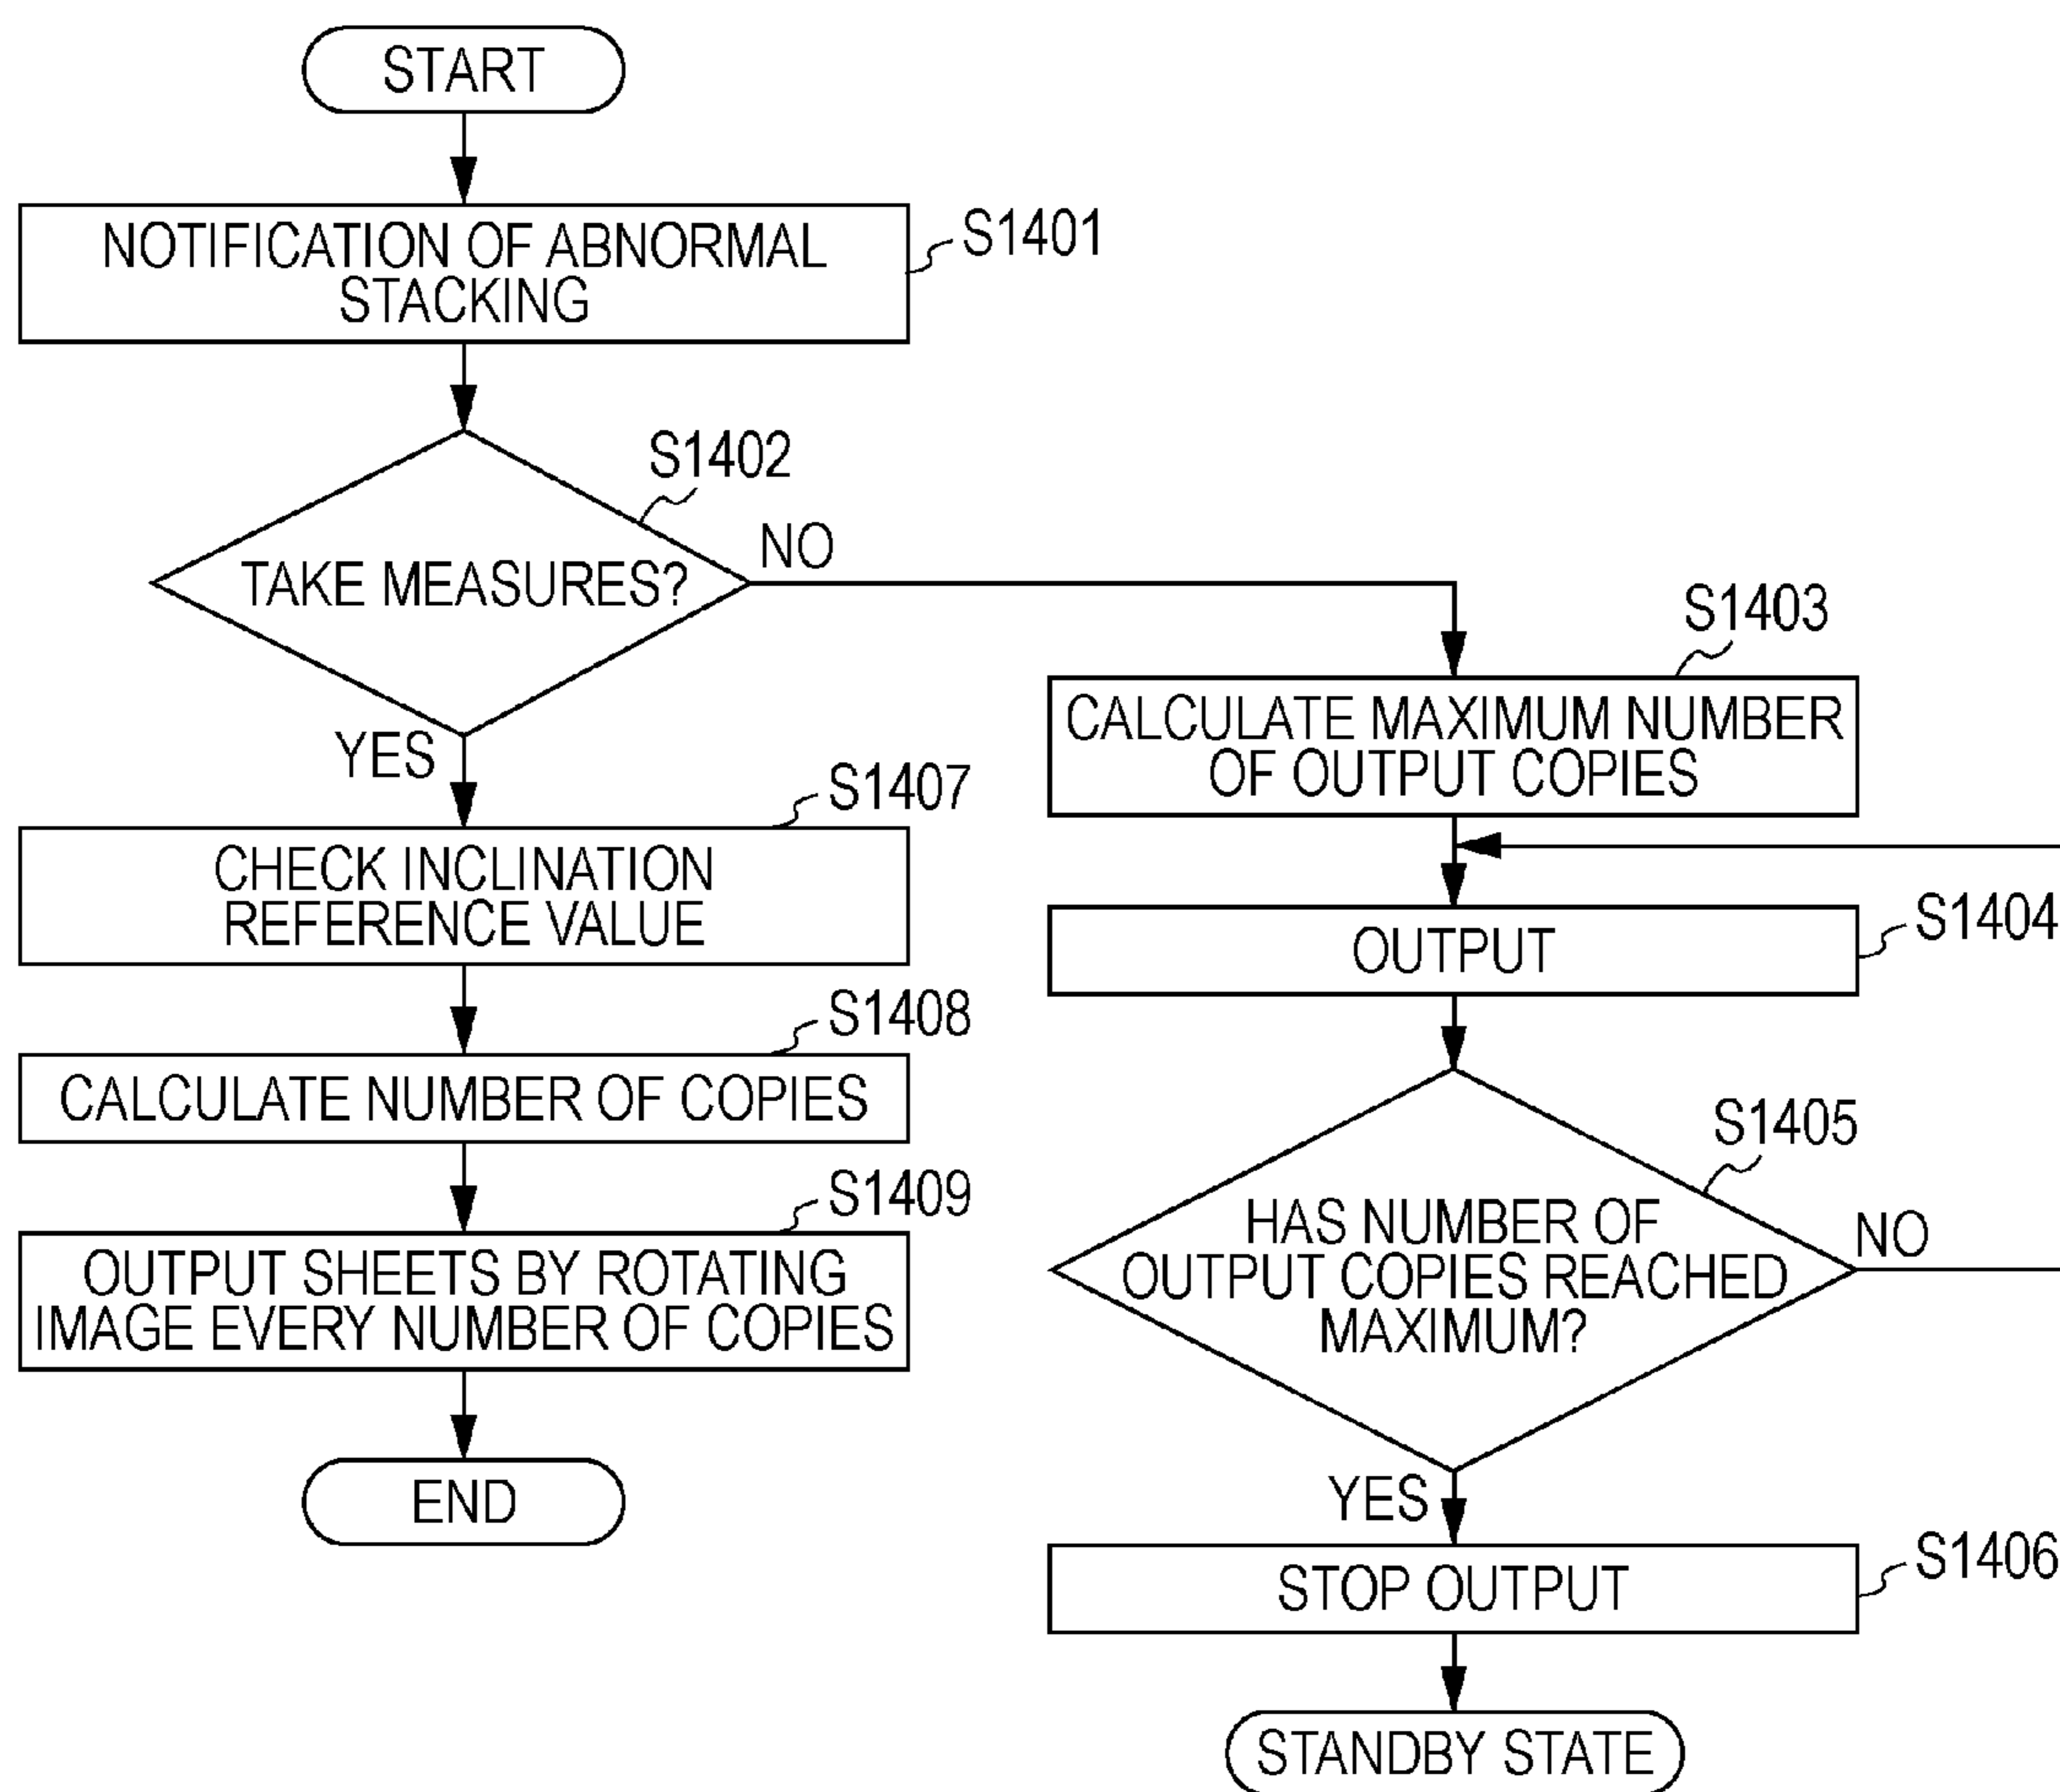 START
NOTIFICATION OF ABNORMAL
STACKING
S1401
S1402
TAKE MEASURES?
NO
YES
S1407
CHECK INCLINATION
REFERENCE VALUE
S1408
CALCULATE NUMBER OF COPIES
S1409
OUTPUT SHEETS BY ROTATING
IMAGE EVERY NUMBER OF COPIES
END
S1403
CALCULATE MAXIMUM NUMBER
OF OUTPUT COPIES
S1404
OUTPUT
S1405
HAS NUMBER OF
OUTPUT COPIES REACHED
MAXIMUM?
NO
YES
S1406
STOP OUTPUT
STANDBY STATE